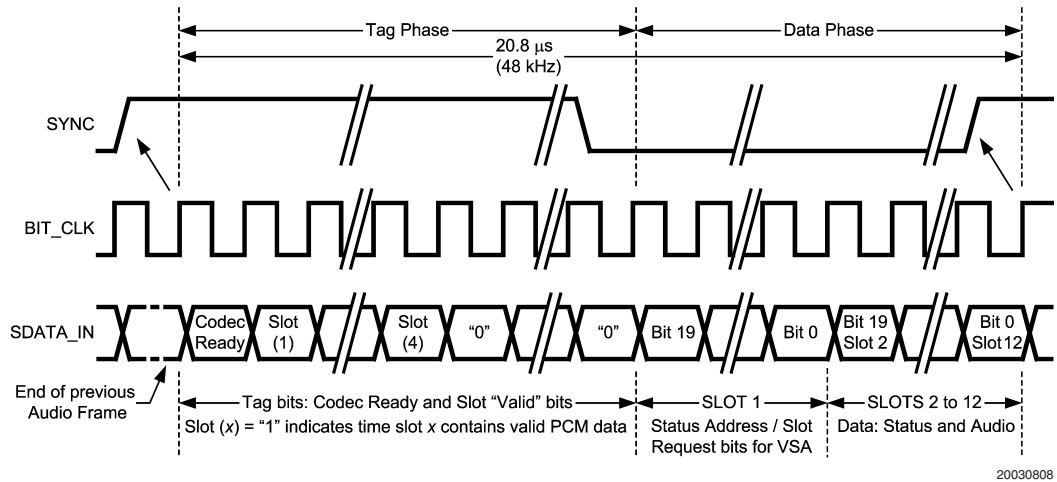 Tag Phase
Data Phase
20.8 µs
(48 kHz)
SYNC
BIT_CLK
SDATA_IN
Codec
Ready
Slot
(1)
Slot
(4)
“0”
“0”
Bit 19
Bit 0
Bit 19
Slot 2
Bit 0
Slot12
End of previous
Audio Frame
Tag bits: Codec Ready and Slot “Valid” bits
Slot (x) = “1” indicates time slot x contains valid PCM data
SLOT 1
Status Address / Slot
Request bits for VSA
SLOTS 2 to 12
Data: Status and Audio
20030808